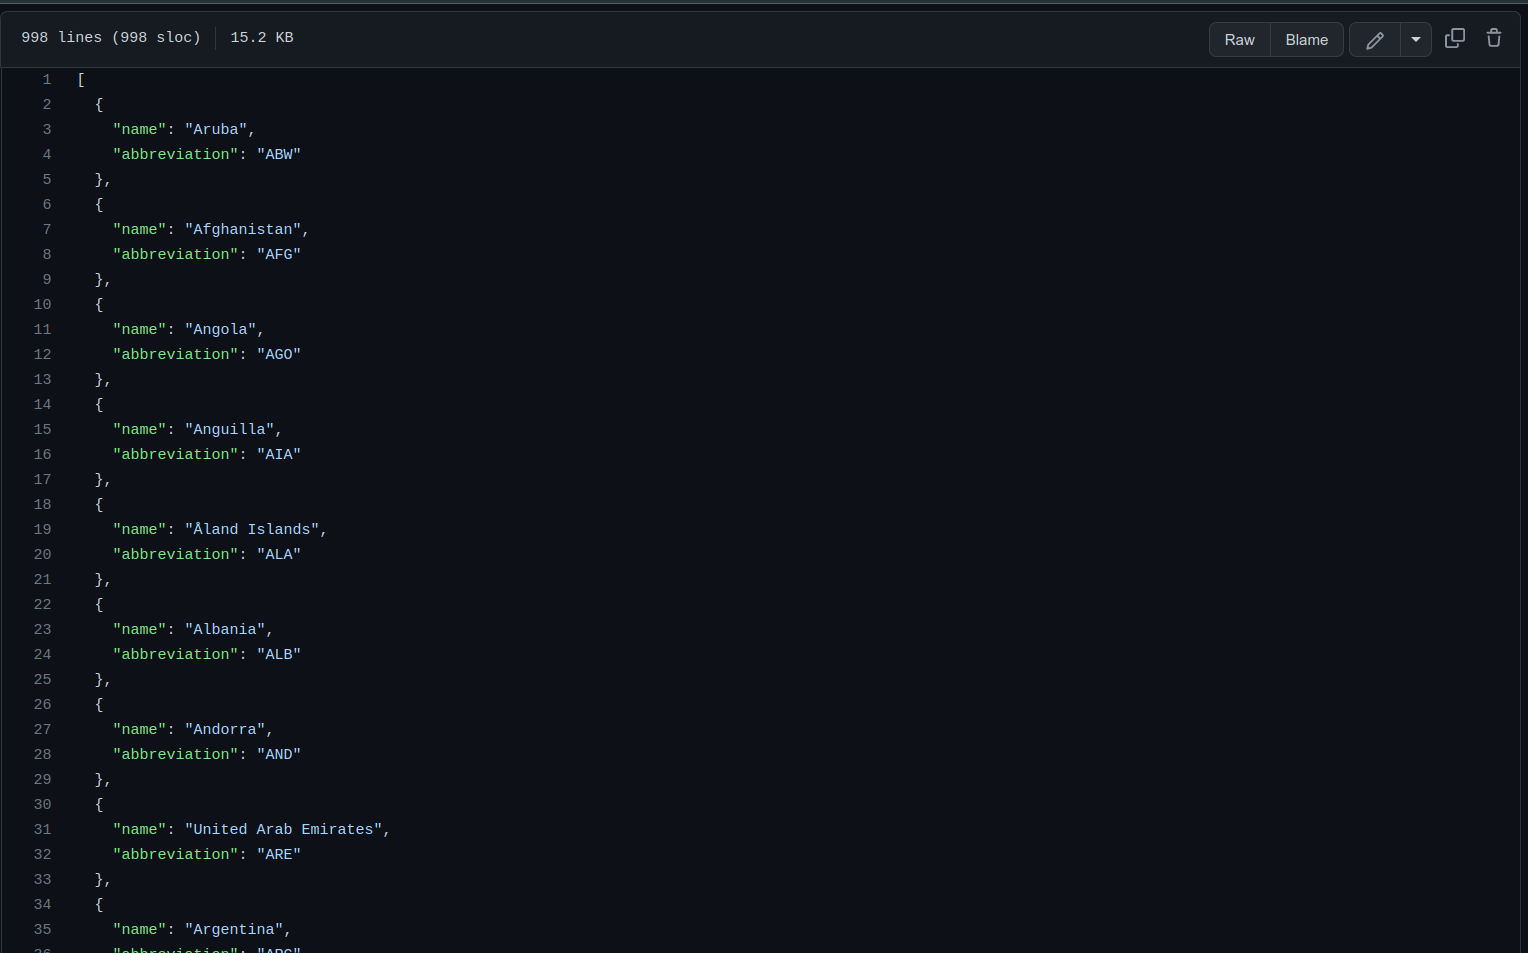 998 lines (998 sloc) 15.2 KB Raw Blame
1 [
2 {
3 "name": "Aruba",
4 "abbreviation": "ABW"
5 },
6 {
7 "name": "Afghanistan",
8 "abbreviation": "AFG"
9 },
10 {
11 "name": "Angola",
12 "abbreviation": "AGO"
13 },
14 {
15 "name": "Anguilla",
16 "abbreviation": "AIA"
17 },
18 {
19 "name": "Åland Islands",
20 "abbreviation": "ALA"
21 },
22 {
23 "name": "Albania",
24 "abbreviation": "ALB"
25 },
26 {
27 "name": "Andorra",
28 "abbreviation": "AND"
29 },
30 {
31 "name": "United Arab Emirates",
32 "abbreviation": "ARE"
33 },
34 {
35 "name": "Argentina",
36 "abbreviation": "ARG"